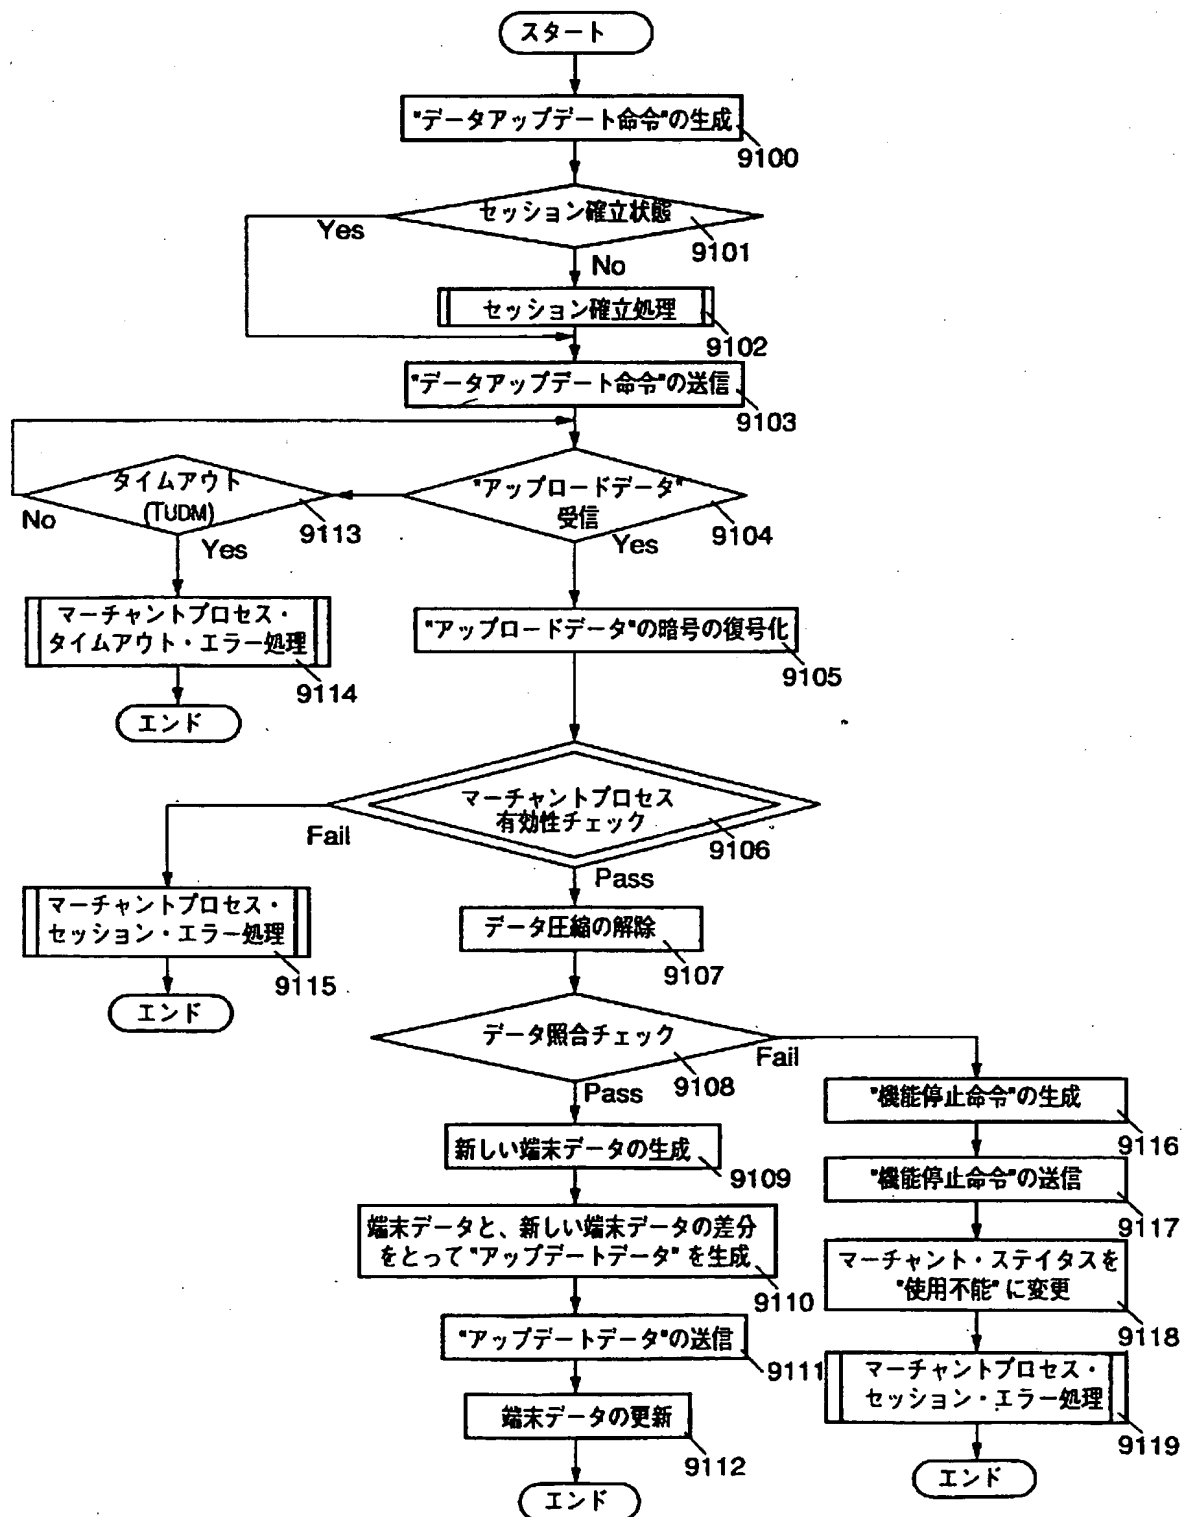 スタート
"データアップデート命令"の生成
9100
セッション確立状態
9101
Yes
No
セッション確立処理
9102
"データアップデート命令"の送信
9103
"アップロードデータ"
受信
9104
Yes
タイムアウト
(TUDM)
9113
No
Yes
マーチャントプロセス・
タイムアウト・エラー処理
9114
エンド
"アップロードデータ"の暗号の復号化
9105
マーチャントプロセス
有効性チェック
9106
Fail
Pass
マーチャントプロセス・
セッション・エラー処理
9115
エンド
データ圧縮の解除
9107
データ照合チェック
9108
Fail
Pass
新しい端末データの生成
9109
端末データと、新しい端末データの差分
をとって"アップデートデータ"を生成
9110
"アップデートデータ"の送信
9111
端末データの更新
9112
エンド
"機能停止命令"の生成
9116
"機能停止命令"の送信
9117
マーチャント・ステイタスを
"使用不能"に変更
9118
マーチャントプロセス・
セッション・エラー処理
9119
エンド